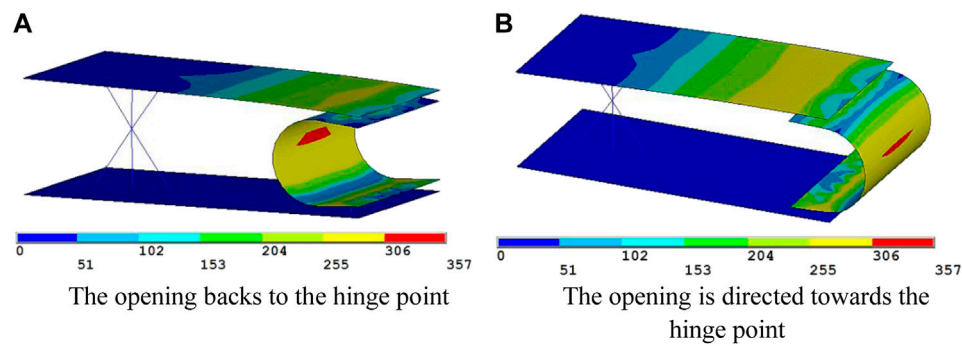 A
B
0 51 102 153 204 255 306 357
0 51 102 153 204 255 306 357
The opening backs to the hinge point
The opening is directed towards the
hinge point